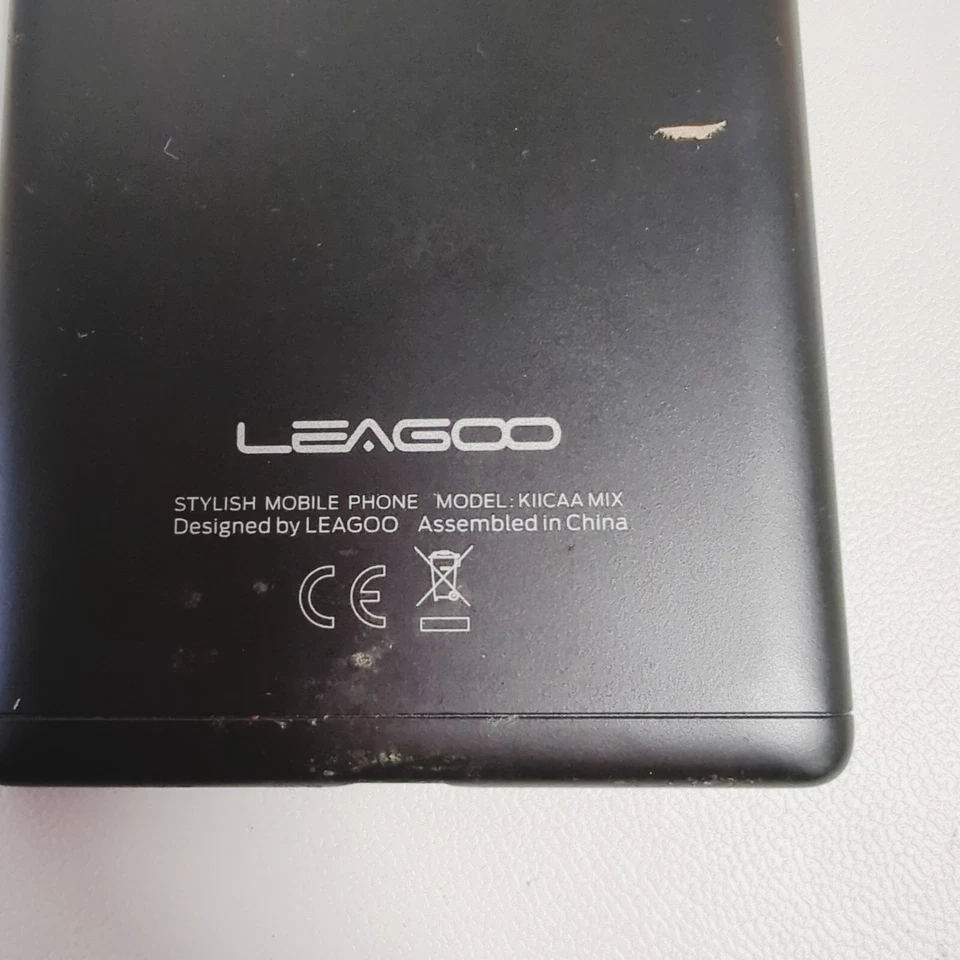 LEAGOO
STYLISH MOBILE PHONE MODEL: KIICAA MIX
Designed by LEAGOO Assembled in China
CE